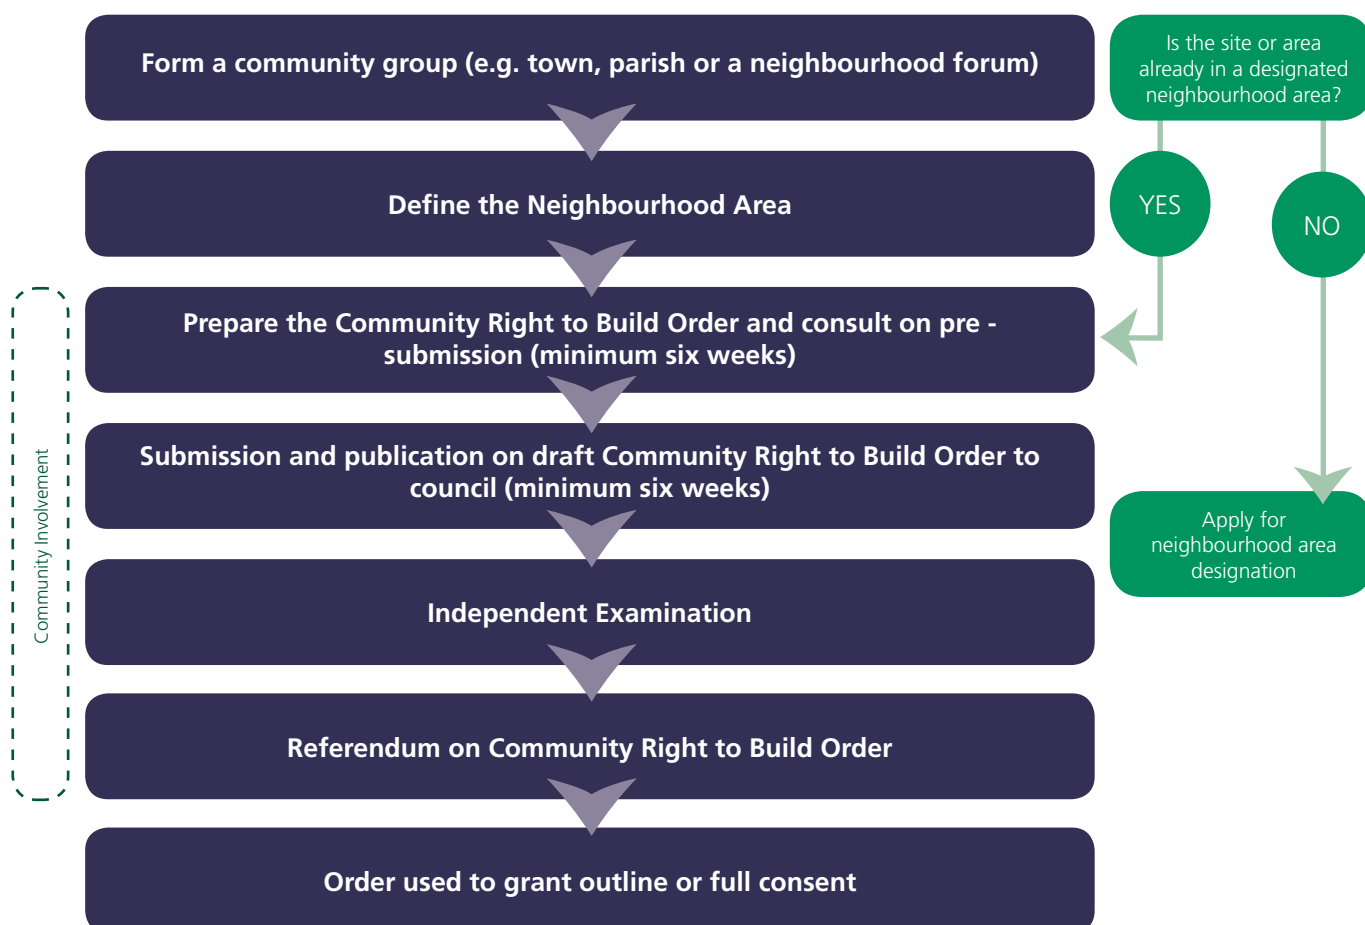 Form a community group (e.g. town, parish or a neighbourhood forum)
Is the site or area
already in a designated
neighbourhood area?
Define the Neighbourhood Area
YES
NO
Prepare the Community Right to Build Order and consult on pre -
submission (minimum six weeks)
Community Involvement
Submission and publication on draft Community Right to Build Order to
council (minimum six weeks)
Apply for
neighbourhood area
designation
Independent Examination
Referendum on Community Right to Build Order
Order used to grant outline or full consent